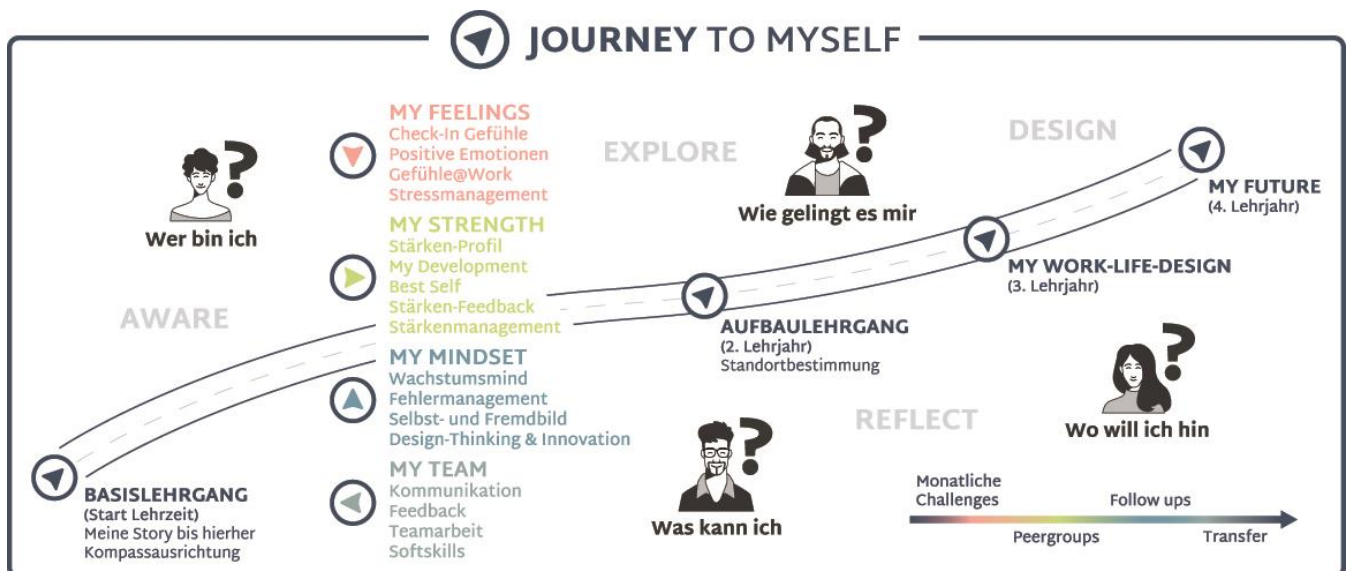 JOURNEY TO MYSELF
MY FEELINGS
Check-In Gefühle
Positive Emotionen
Gefühle@Work
Stressmanagement
EXPLORE
DESIGN
?
?
Wer bin ich
Wie gelingt es mir
MY FUTURE
(4. Lehrjahr)
MY STRENGTH
Stärken-Profil
My Development
Best Self
Stärken-Feedback
Stärkenmanagement
MY WORK-LIFE-DESIGN
(3. Lehrjahr)
AWARE
AUFBAULEHRGANG
(2. Lehrjahr)
Standortbestimmung
MY MINDSET
Wachstumsmind
Fehlermanagement
Selbst- und Fremdbild
Design-Thinking & Innovation
?
Wo will ich hin
REFLECT
?
Was kann ich
BASISLEHRGANG
(Start Lehrzeit)
Meine Story bis hierher
Kompassausrichtung
MY TEAM
Kommunikation
Feedback
Teamarbeit
Softskills
Monatliche
Challenges
Follow ups
Peergroups
Transfer